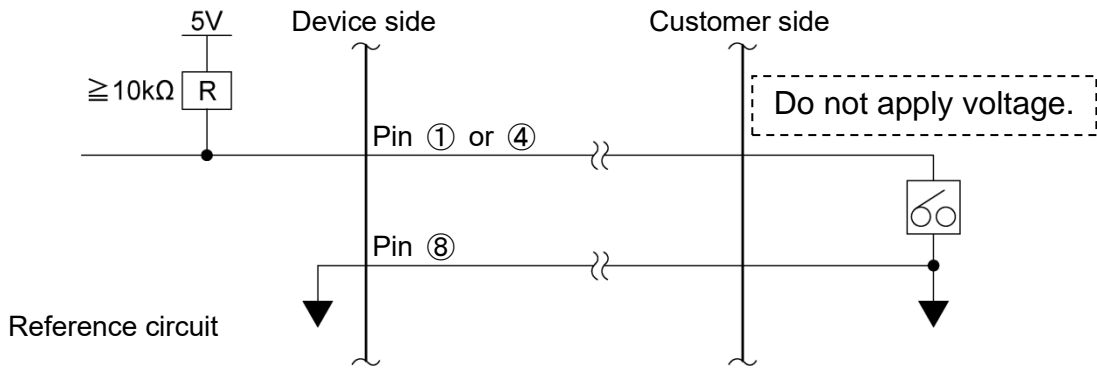 5V
Device side
Customer side
≧10kΩ
R
Do not apply voltage.
Pin ① or ④
Pin ⑧
Reference circuit